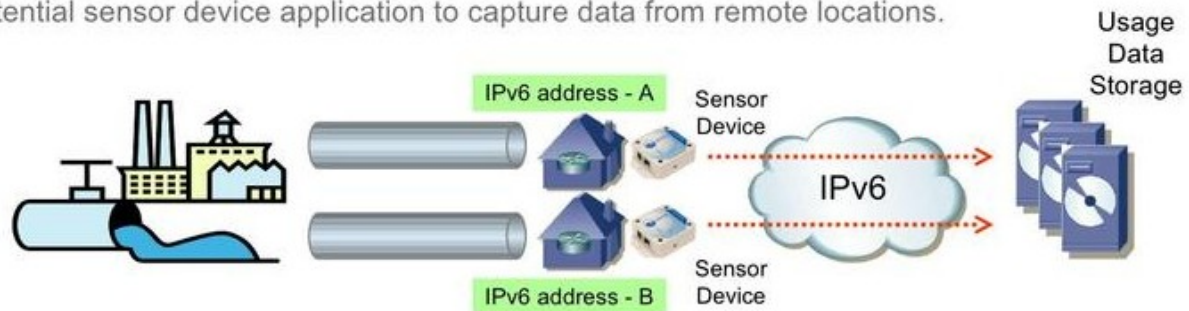 sensor device application to capture data from remote locations.
Usage
Data
Storage
IPv6 address - A
Sensor
Device
IPv6
Sensor
Device
IPv6 address - B